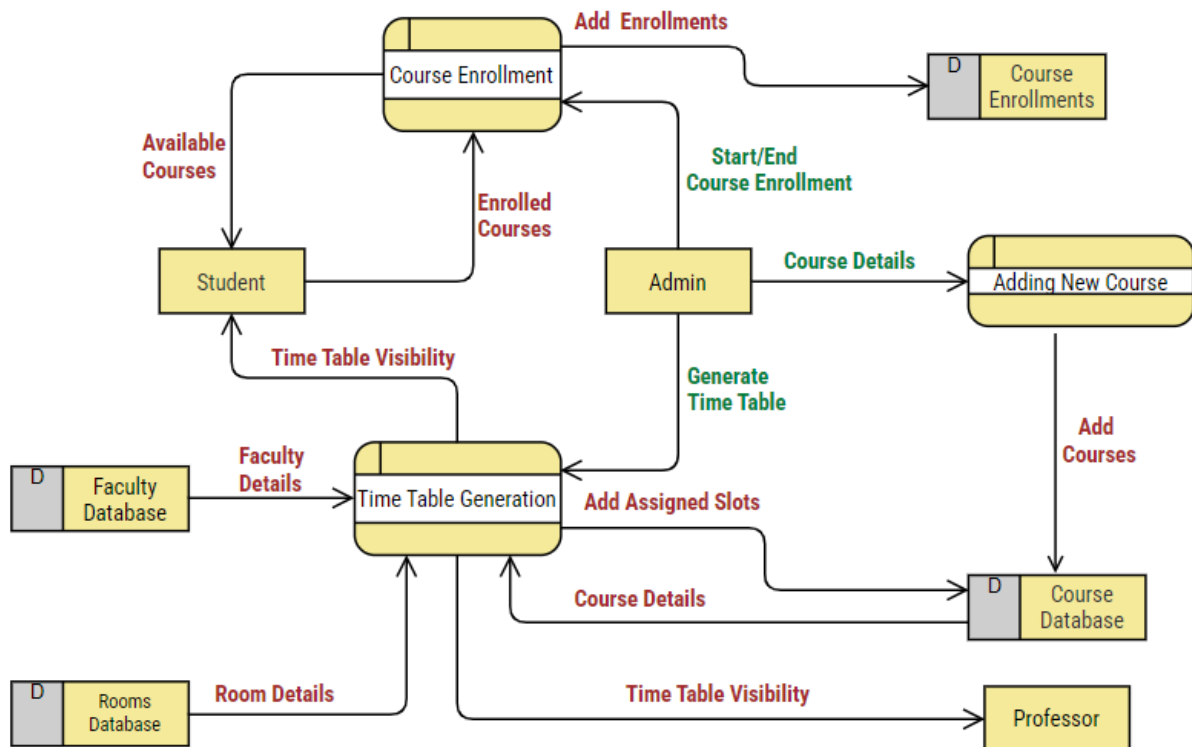 Add Enrollments
Course Enrollment
D
Course
Enrollments
Available
Courses
Start/End
Course Enrollment
Enrolled
Courses
Student
Admin
Course Details
Adding New Course
Time Table Visibility
Generate
Time Table
Add
Courses
Faculty
Details
D
Faculty
Database
Time Table Generation
Add Assigned Slots
D
Course
Database
Course Details
D
Rooms
Database
Room Details
Time Table Visibility
Professor